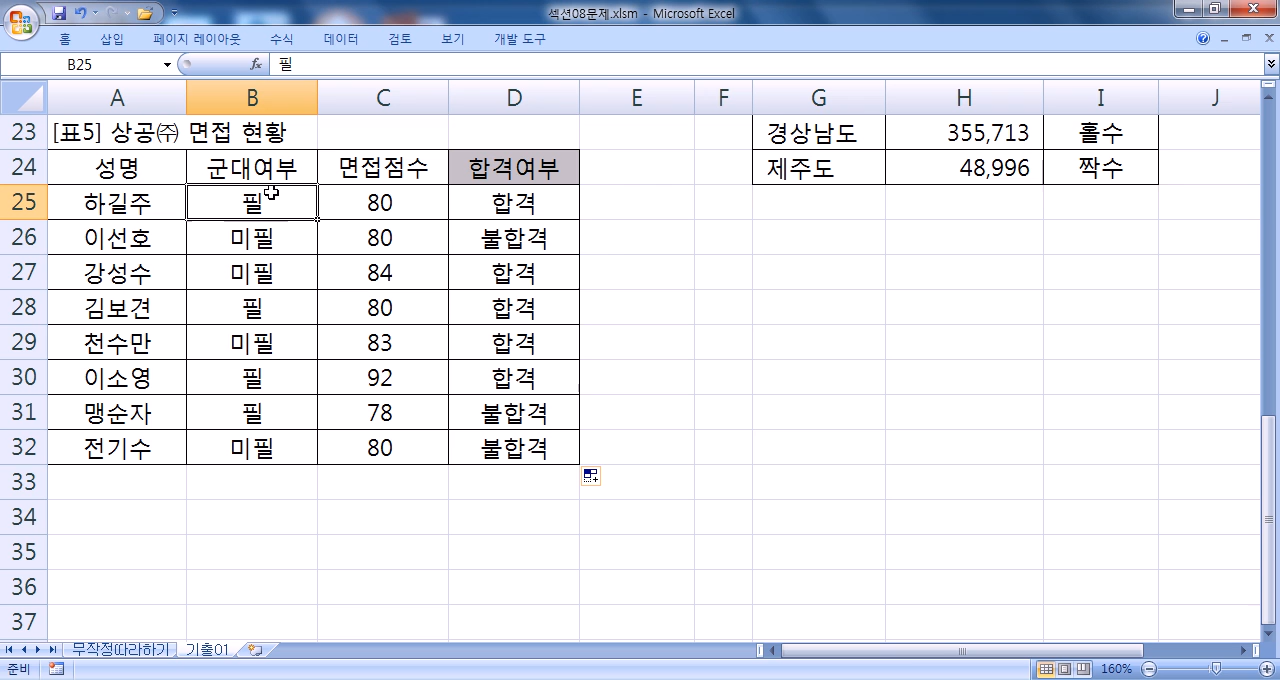 섹션08문제.xlsm - Microsoft Excel
홈 삽입 페이지 레이아웃 수식 데이터 검토 보기 개발 도구
B25 fx 필
A B C D E F G H I J
23 [표5] 상공㈜ 면접 현황 경상남도 355,713 홀수
24 성명 군대여부 면접점수 합격여부 제주도 48,996 짝수
25 하길주 필 80 합격
26 이선호 미필 80 불합격
27 강성수 미필 84 합격
28 김보견 필 80 합격
29 천수만 미필 83 합격
30 이소영 필 92 합격
31 맹순자 필 78 불합격
32 전기수 미필 80 불합격
33
34
35
36
37
무작정따라하기 기출01
준비 160%